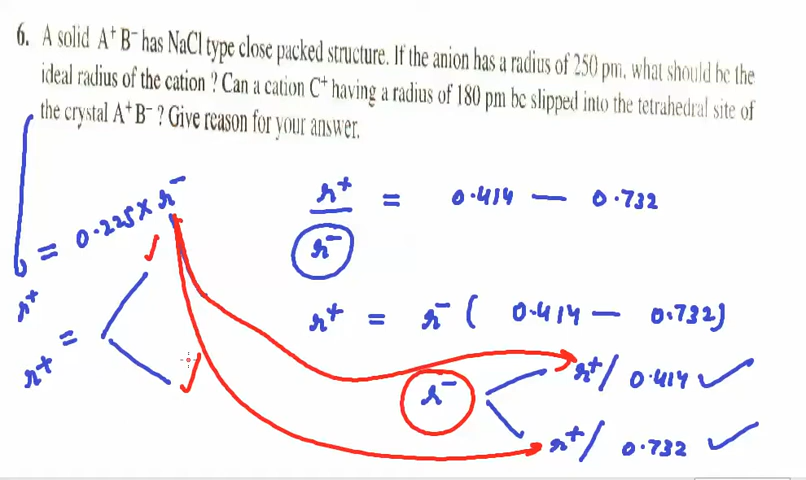 6. A solid A⁺ B⁻ has NaCl type close packed structure. If the anion has a radius of 250 pm, what should be the
ideal radius of the cation ? Can a cation C⁺ having a radius of 180 pm be slipped into the tetrahedral site of
the crystal A⁺ B⁻ ? Give reason for your answer.
r⁺ / r⁻ = 0.414 — 0.732
= 0.225 × r⁻
r⁺
r⁺ = r⁻ ( 0.414 — 0.732)
r⁺ =
r⁻
r⁺/ 0.414 ✓
r⁺/ 0.732 ✓